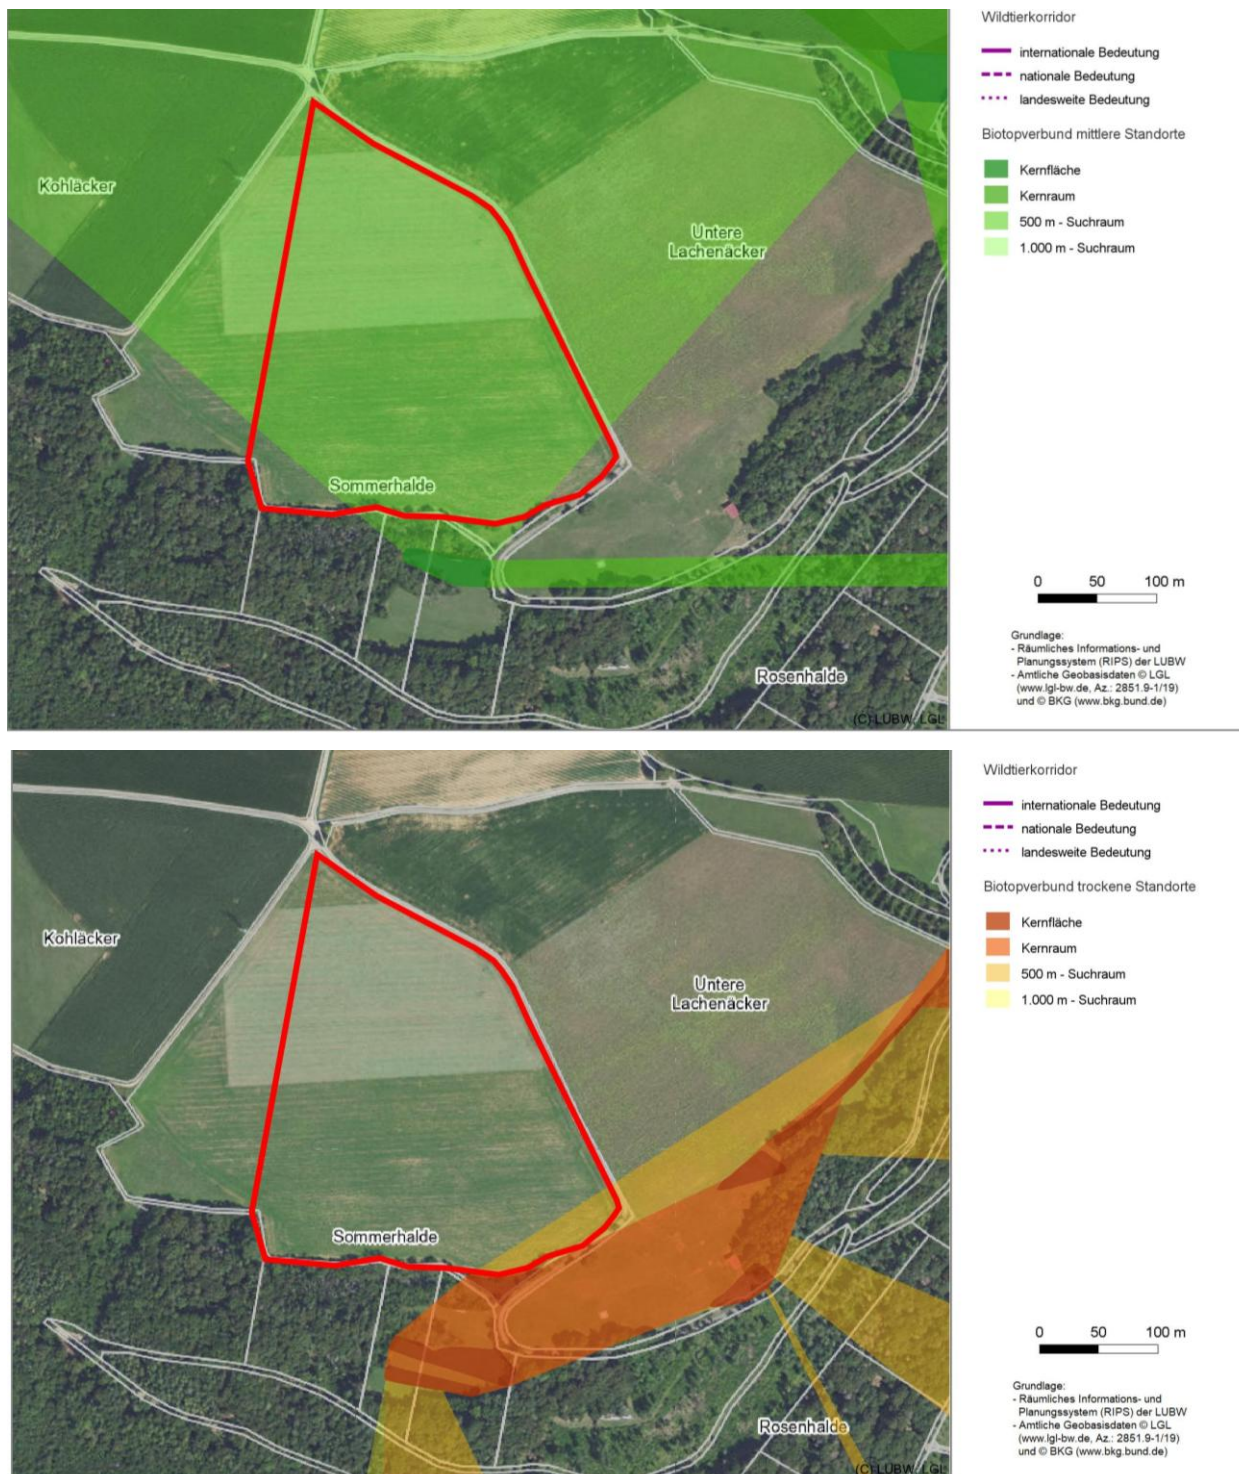 Wildtierkorridor
internationale Bedeutung
nationale Bedeutung
landesweite Bedeutung
Biotopverbund mittlere Standorte
Kernfläche
Kernraum
500 m - Suchraum
1.000 m - Suchraum
Kohläcker
Untere
Lachenäcker
Sommerhalde
Rosenhalde
(C) LUBW, LGL
0 50 100 m
Grundlage:
- Räumliches Informations- und
Planungssystem (RIPS) der LUBW
- Amtliche Geobasisdaten © LGL
(www.lgl-bw.de, Az.: 2851.9-1/19)
und © BKG (www.bkg.bund.de)
Wildtierkorridor
internationale Bedeutung
nationale Bedeutung
landesweite Bedeutung
Biotopverbund trockene Standorte
Kernfläche
Kernraum
500 m - Suchraum
1.000 m - Suchraum
Kohläcker
Untere
Lachenäcker
Sommerhalde
Rosenhalde
(C) LUBW, LGL
0 50 100 m
Grundlage:
- Räumliches Informations- und
Planungssystem (RIPS) der LUBW
- Amtliche Geobasisdaten © LGL
(www.lgl-bw.de, Az.: 2851.9-1/19)
und © BKG (www.bkg.bund.de)